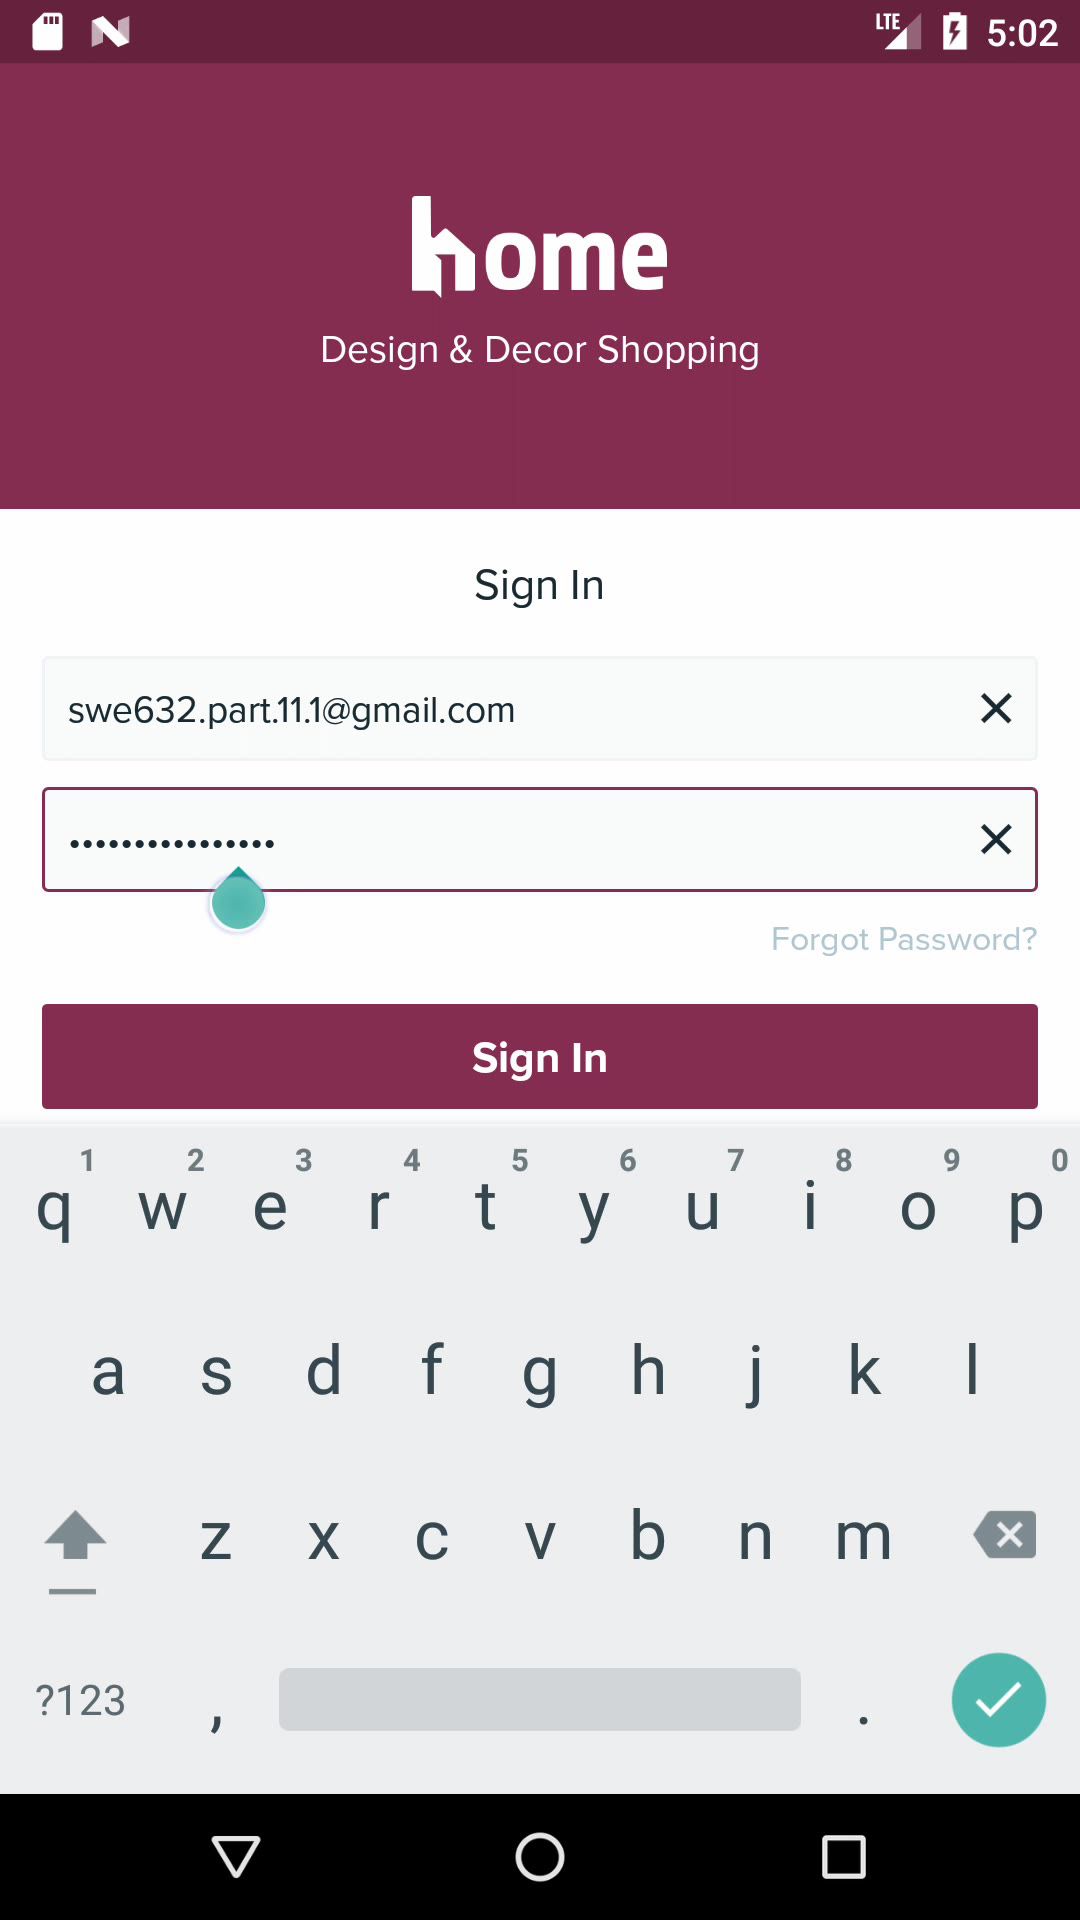 LTE 5:02
home
Design & Decor Shopping
Sign In
swe632.part.11.1@gmail.com
••••••••••••••••
Forgot Password?
Sign In
1 2 3 4 5 6 7 8 9 0
q w e r t y u i o p
a s d f g h j k l
z x c v b n m
?123 , .